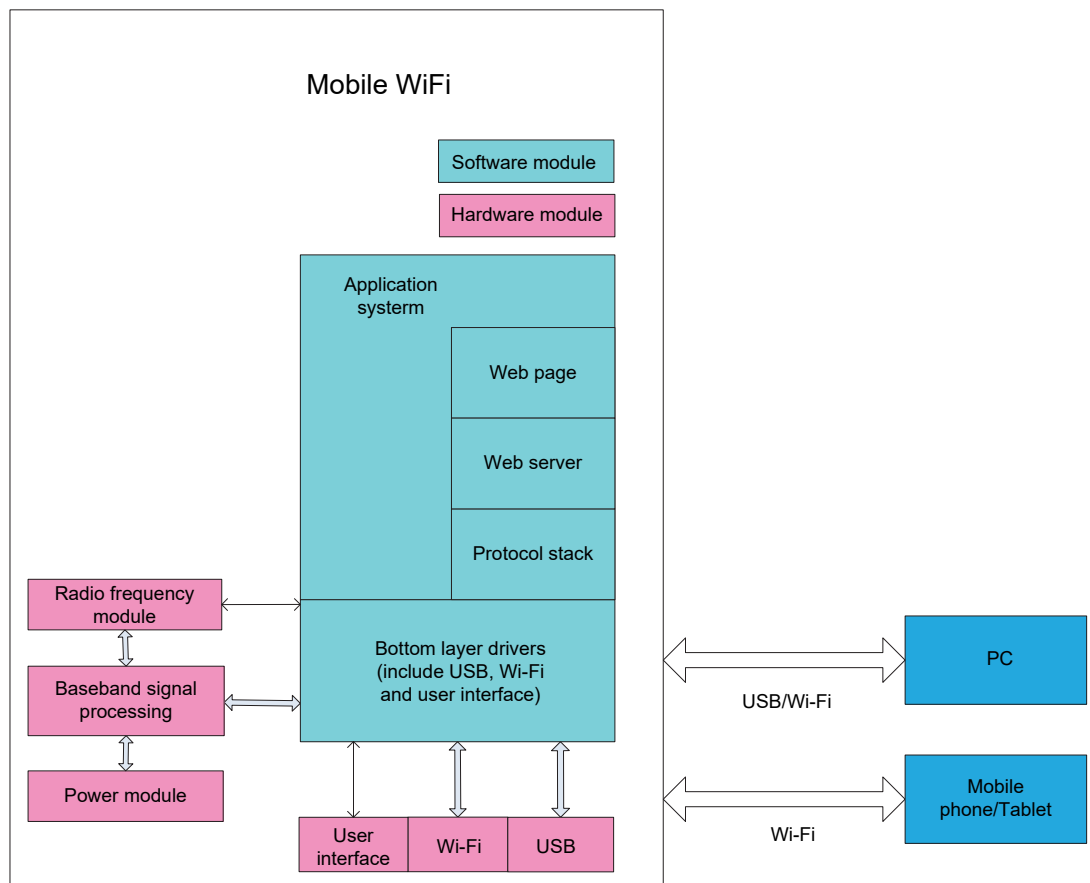 Mobile WiFi
Software module
Hardware module
Application
systerm
Web page
Web server
Protocol stack
Radio frequency
module
Bottom layer drivers
(include USB, Wi-Fi
and user interface)
Baseband signal
processing
Power module
User
interface
Wi-Fi
USB
PC
USB/Wi-Fi
Mobile
phone/Tablet
Wi-Fi